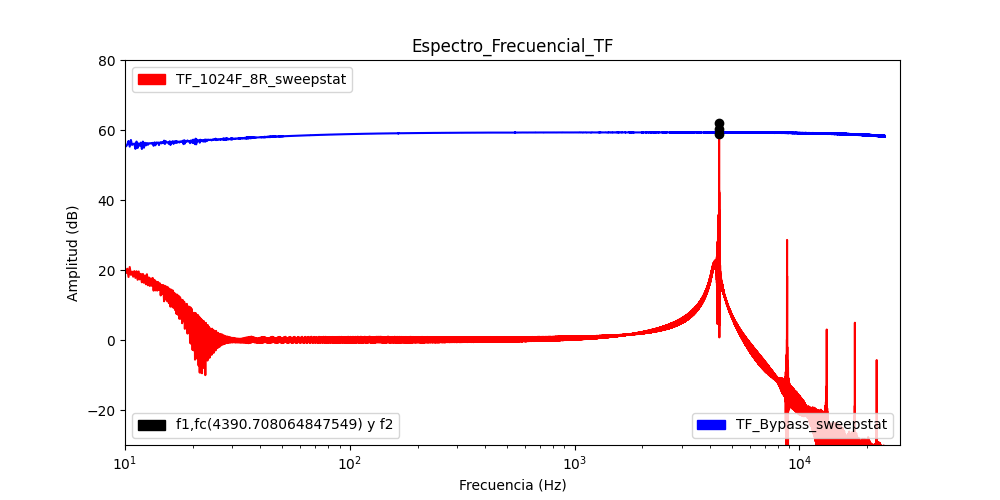 Espectro_Frecuencial_TF
TF_1024F_8R_sweepstat
Amplitud (dB)
80
60
40
20
0
−20
f1,fc(4390.708064847549) y f2
TF_Bypass_sweepstat
10^1
10^2
10^3
10^4
Frecuencia (Hz)